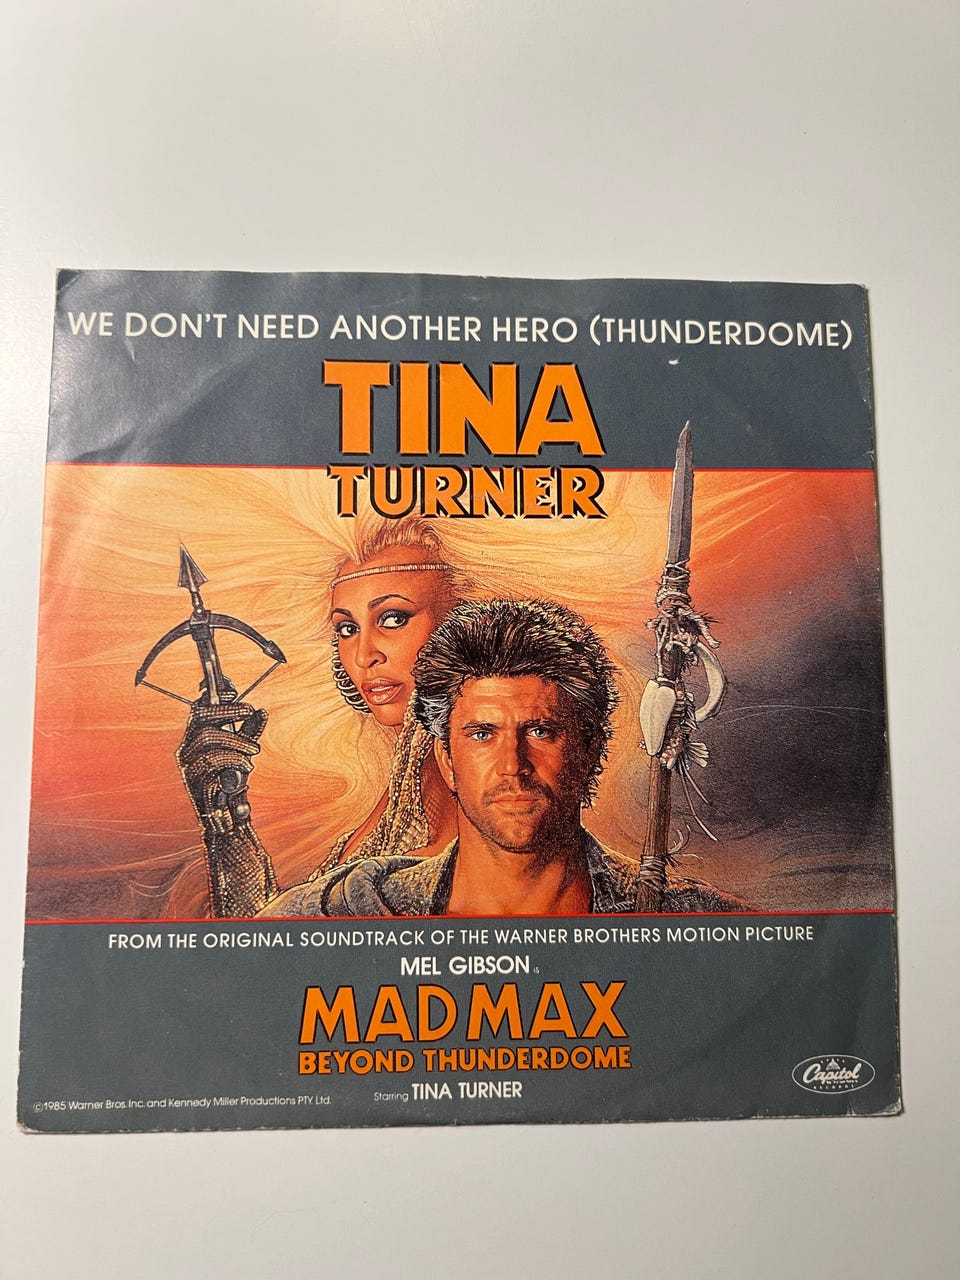 WE DON'T NEED ANOTHER HERO (THUNDERDOME)
TINA
TURNER
FROM THE ORIGINAL SOUNDTRACK OF THE WARNER BROTHERS MOTION PICTURE
MEL GIBSON is
MAD MAX
BEYOND THUNDERDOME
Starring TINA TURNER
©1985 Warner Bros. Inc. and Kennedy Miller Productions PTY. Ltd.
Capitol
RECORDS